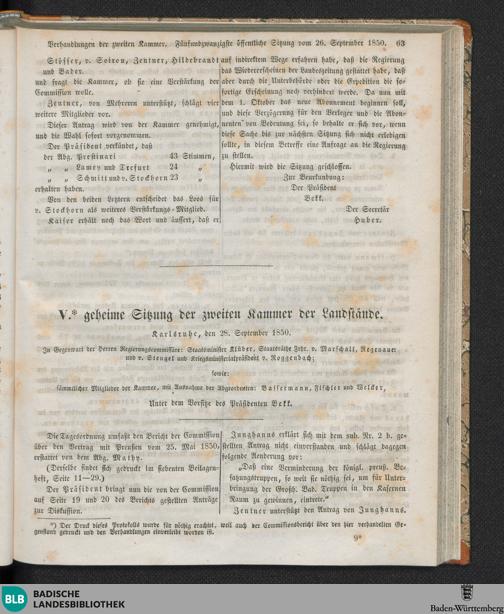 Verhandlungen der zweiten Kammer. Fünfundzwanzigste öffentliche Sitzung vom 26. September 1850. 63
Stösser, v. Soiron, Zentner, Hildebrandt
und Bader.
und fragt die Kammer, ob sie eine Verstärkung der
Commission wolle.
Zentner, von Mehreren unterstützt, schlägt vier
weitere Mitglieder vor.
Dieser Antrag wird von der Kammer genehmigt,
und die Wahl sofort vorgenommen.
Der Präsident verkündet, daß
der Abg. Prestinari 43 Stimmen,
„ „ Lamey und Trefurt 24 „
„ „ Schmitt und v. Stockhorn 23 „
erhalten haben.
Von den beiden Letztern entscheidet das Loos für
v. Stockhorn als weiteres Verstärkungs-Mitglied.
Kaiser erhält noch das Wort und äussert, daß er
auf indirektem Wege erfahren habe, daß die Regierung
das Wiedererscheinen der Landeszeitung gestattet habe, daß
aber durch die Unterbehörde oder die Expedition die so-
fortige Erscheinung noch verhindert werde. Da nun mit
dem 1. Oktober das neue Abonnement beginnen soll,
und diese Verzögerung für den Verleger und die Abon-
nenten von Bedeutung sei, so behalte er sich vor, wenn
diese Sache bis zur nächsten Sitzung sich nicht erledigen
sollte, in diesem Betreffe eine Anfrage an die Regierung
zu stellen.
Hiermit wird die Sitzung geschlossen.
Zur Beurkundung:
Der Präsident
Bekk.
Der Secretär
Huber.
V.* geheime Sitzung der zweiten Kammer der Landstände.
Karlsruhe, den 28. September 1850.
In Gegenwart der Herren Regierungscommissäre: Staatsminister Klüber, Staatsräthe Frhr. v. Marschall, Regenauer
und v. Stengel und Kriegsministerialpräsident v. Roggenbach;
sowie:
sämmtlicher Mitglieder der Kammer, mit Ausnahme der Abgeordneten: Bassermann, Fischler und Welcker,
Unter dem Vorsitze des Präsidenten Bekk.
Die Tagesordnung umfaßt den Bericht der Commission
über den Vertrag mit Preußen vom 25. Mai 1850,
erstattet von dem Abg. Mathy.
(Derselbe findet sich gedruckt im siebenten Beilagen-
heft, Seite 11—29.)
Der Präsident bringt nun die von der Commission
auf Seite 19 und 20 des Berichts gestellten Anträge
zur Diskussion.
Junghanns erklärt sich mit dem sub. Nr. 2 b. ge-
stellten Antrag nicht einverstanden und schlägt dagegen
folgende Aenderung vor:
„Daß eine Verminderung der königl. preuß. Be-
satzungstruppen, so weit sie nöthig sei, um für Unter-
bringung der Großh. Bad. Truppen in den Kasernen
Raum zu gewinnen, eintrete.“
Zentner unterstützt den Antrag von Junghanns.
*) Der Druck dieses Protokolls wurde für nöthig erachtet, weil auch der Commissionsbericht über den hier verhandelten Ge-
genstand gedruckt und den Verhandlungen einverleibt worden ist.
9*
BLB BADISCHE
LANDESBIBLIOTHEK
Baden-Württemberg